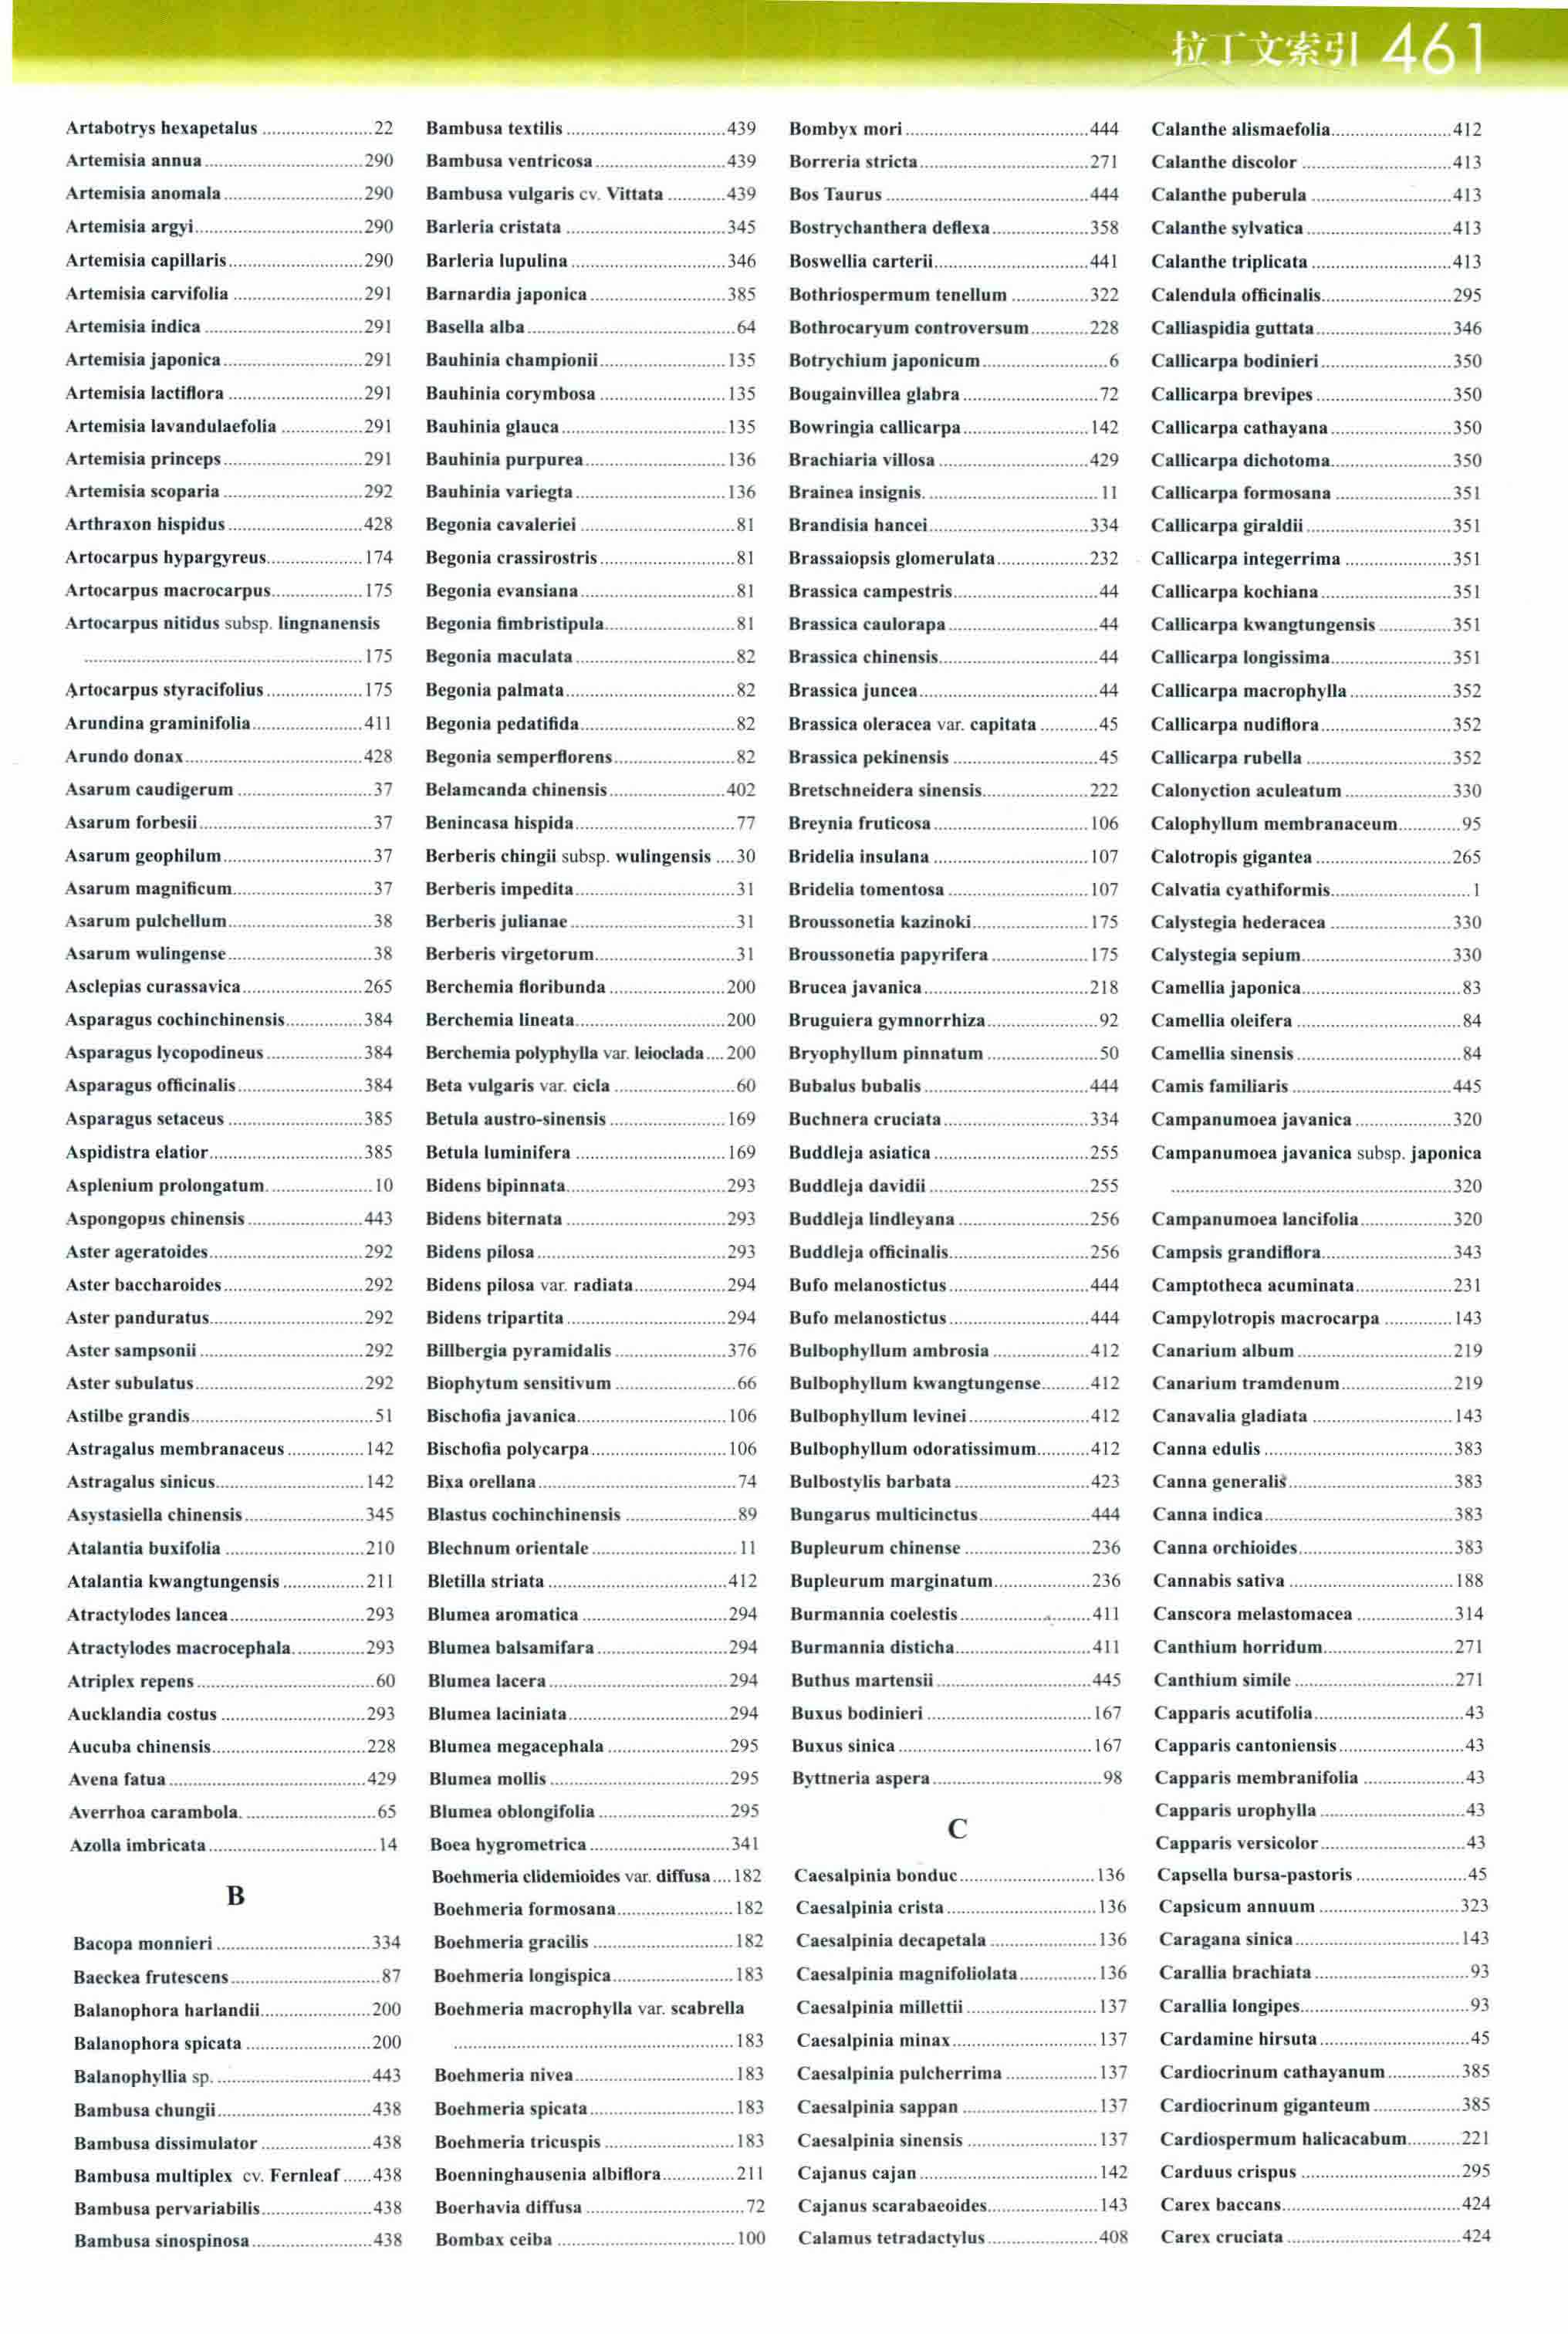 拉丁文索引 461
Artabotrys hexapetalus ....................... 22
Artemisia annua ................................. 290
Artemisia anomala ............................. 290
Artemisia argyi ................................... 290
Artemisia capillaris ............................ 290
Artemisia carvifolia ........................... 291
Artemisia indica ................................. 291
Artemisia japonica ............................. 291
Artemisia lactiflora ............................ 291
Artemisia lavandulaefolia ................. 291
Artemisia princeps ............................. 291
Artemisia scoparia ............................. 292
Arthraxon hispidus ............................ 428
Artocarpus hypargyreus .................... 174
Artocarpus macrocarpus ................... 175
Artocarpus nitidus subsp. lingnanensis
.......................................................... 175
Artocarpus styracifolius .................... 175
Arundina graminifolia ....................... 411
Arundo donax ..................................... 428
Asarum caudigerum ............................ 37
Asarum forbesii .................................... 37
Asarum geophilum ............................... 37
Asarum magnificum ............................. 37
Asarum pulchellum .............................. 38
Asarum wulingense .............................. 38
Asclepias curassavica ......................... 265
Asparagus cochinchinensis ................ 384
Asparagus lycopodineus .................... 384
Asparagus officinalis .......................... 384
Asparagus setaceus ............................ 385
Aspidistra elatior ................................ 385
Asplenium prolongatum ...................... 10
Aspongopus chinensis ........................ 443
Aster ageratoides ................................ 292
Aster baccharoides ............................. 292
Aster panduratus ................................ 292
Aster sampsonii .................................. 292
Aster subulatus ................................... 292
Astilbe grandis ...................................... 51
Astragalus membranaceus ................ 142
Astragalus sinicus ............................... 142
Asystasiella chinensis ......................... 345
Atalantia buxifolia ............................. 210
Atalantia kwangtungensis ................. 211
Atractylodes lancea ............................ 293
Atractylodes macrocephala ............... 293
Atriplex repens ..................................... 60
Aucklandia costus .............................. 293
Aucuba chinensis ................................ 228
Avena fatua ......................................... 429
Averrhoa carambola. ........................... 65
Azolla imbricata ................................... 14
B
Bacopa monnieri ................................ 334
Baeckea frutescens ............................... 87
Balanophora harlandii ....................... 200
Balanophora spicata .......................... 200
Balanophyllia sp. ................................ 443
Bambusa chungii ................................ 438
Bambusa dissimulator ....................... 438
Bambusa multiplex cv. Fernleaf ...... 438
Bambusa pervariabilis ....................... 438
Bambusa sinospinosa ......................... 438
Bambusa textilis ................................. 439
Bambusa ventricosa ........................... 439
Bambusa vulgaris cv. Vittata ............ 439
Barleria cristata ................................. 345
Barleria lupulina ................................ 346
Barnardia japonica ............................ 385
Basella alba ........................................... 64
Bauhinia championii .......................... 135
Bauhinia corymbosa .......................... 135
Bauhinia glauca .................................. 135
Bauhinia purpurea ............................. 136
Bauhinia variegta ............................... 136
Begonia cavaleriei ................................ 81
Begonia crassirostris ............................ 81
Begonia evansiana ................................ 81
Begonia fimbristipula ........................... 81
Begonia maculata ................................. 82
Begonia palmata ................................... 82
Begonia pedatifida ................................ 82
Begonia semperflorens ......................... 82
Belamcanda chinensis ........................ 402
Benincasa hispida ................................. 77
Berberis chingii subsp. wulingensis .... 30
Berberis impedita ................................. 31
Berberis julianae .................................. 31
Berberis virgetorum ............................. 31
Berchemia floribunda ........................ 200
Berchemia lineata ............................... 200
Berchemia polyphylla var. leioclada .... 200
Beta vulgaris var. cicla ......................... 60
Betula austro-sinensis ........................ 169
Betula luminifera ............................... 169
Bidens bipinnata ................................. 293
Bidens biternata ................................. 293
Bidens pilosa ....................................... 293
Bidens pilosa var. radiata ................... 294
Bidens tripartita ................................. 294
Billbergia pyramidalis ....................... 376
Biophytum sensitivum ......................... 66
Bischofia javanica ............................... 106
Bischofia polycarpa ............................ 106
Bixa orellana ......................................... 74
Blastus cochinchinensis ....................... 89
Blechnum orientale .............................. 11
Bletilla striata ..................................... 412
Blumea aromatica .............................. 294
Blumea balsamifara ........................... 294
Blumea lacera ..................................... 294
Blumea laciniata ................................. 294
Blumea megacephala ......................... 295
Blumea mollis ..................................... 295
Blumea oblongifolia ........................... 295
Boea hygrometrica ............................. 341
Boehmeria clidemioides var. diffusa .... 182
Boehmeria formosana ........................ 182
Boehmeria gracilis ............................. 182
Boehmeria longispica ......................... 183
Boehmeria macrophylla var. scabrella
.......................................................... 183
Boehmeria nivea ................................. 183
Boehmeria spicata .............................. 183
Boehmeria tricuspis ........................... 183
Boenninghausenia albiflora ............... 211
Boerhavia diffusa ................................. 72
Bombax ceiba ..................................... 100
Bombyx mori ...................................... 444
Borreria stricta ................................... 271
Bos Taurus .......................................... 444
Bostrychanthera deflexa .................... 358
Boswellia carterii ................................ 441
Bothriospermum tenellum ................ 322
Bothrocaryum controversum ............ 228
Botrychium japonicum .......................... 6
Bougainvillea glabra ............................ 72
Bowringia callicarpa .......................... 142
Brachiaria villosa ............................... 429
Brainea insignis. ................................... 11
Brandisia hancei ................................. 334
Brassaiopsis glomerulata ................... 232
Brassica campestris .............................. 44
Brassica caulorapa ............................... 44
Brassica chinensis ................................. 44
Brassica juncea ..................................... 44
Brassica oleracea var. capitata ............ 45
Brassica pekinensis .............................. 45
Bretschneidera sinensis ...................... 222
Breynia fruticosa ................................ 106
Bridelia insulana ................................ 107
Bridelia tomentosa ............................. 107
Broussonetia kazinoki ........................ 175
Broussonetia papyrifera .................... 175
Brucea javanica .................................. 218
Bruguiera gymnorrhiza ....................... 92
Bryophyllum pinnatum ....................... 50
Bubalus bubalis .................................. 444
Buchnera cruciata .............................. 334
Buddleja asiatica ................................ 255
Buddleja davidii ................................. 255
Buddleja lindleyana ........................... 256
Buddleja officinalis ............................. 256
Bufo melanostictus ............................. 444
Bufo melanostictus ............................. 444
Bulbophyllum ambrosia .................... 412
Bulbophyllum kwangtungense .......... 412
Bulbophyllum levinei ......................... 412
Bulbophyllum odoratissimum ........... 412
Bulbostylis barbata ............................ 423
Bungarus multicinctus ....................... 444
Bupleurum chinense .......................... 236
Bupleurum marginatum .................... 236
Burmannia coelestis ........................... 411
Burmannia disticha ............................ 411
Buthus martensii ................................ 445
Buxus bodinieri .................................. 167
Buxus sinica ........................................ 167
Byttneria aspera ................................... 98
C
Caesalpinia bonduc ............................ 136
Caesalpinia crista ............................... 136
Caesalpinia decapetala ...................... 136
Caesalpinia magnifoliolata ................ 136
Caesalpinia millettii ........................... 137
Caesalpinia minax .............................. 137
Caesalpinia pulcherrima ................... 137
Caesalpinia sappan ............................ 137
Caesalpinia sinensis ........................... 137
Cajanus cajan ..................................... 142
Cajanus scarabaeoides ....................... 143
Calamus tetradactylus ....................... 408
Calanthe alismaefolia ......................... 412
Calanthe discolor ............................... 413
Calanthe puberula ............................. 413
Calanthe sylvatica .............................. 413
Calanthe triplicata ............................. 413
Calendula officinalis ........................... 295
Calliaspidia guttata ............................ 346
Callicarpa bodinieri ........................... 350
Callicarpa brevipes ............................ 350
Callicarpa cathayana ......................... 350
Callicarpa dichotoma ......................... 350
Callicarpa formosana ........................ 351
Callicarpa giraldii .............................. 351
Callicarpa integerrima ...................... 351
Callicarpa kochiana ........................... 351
Callicarpa kwangtungensis ............... 351
Callicarpa longissima ......................... 351
Callicarpa macrophylla ..................... 352
Callicarpa nudiflora ........................... 352
Callicarpa rubella .............................. 352
Calonyction aculeatum ...................... 330
Calophyllum membranaceum ............. 95
Calotropis gigantea ............................ 265
Calvatia cyathiformis ............................. 1
Calystegia hederacea ......................... 330
Calystegia sepium ............................... 330
Camellia japonica ................................. 83
Camellia oleifera .................................. 84
Camellia sinensis .................................. 84
Camis familiaris ................................. 445
Campanumoea javanica .................... 320
Campanumoea javanica subsp. japonica
.......................................................... 320
Campanumoea lancifolia ................... 320
Campsis grandiflora ........................... 343
Camptotheca acuminata .................... 231
Campylotropis macrocarpa .............. 143
Canarium album ................................ 219
Canarium tramdenum ....................... 219
Canavalia gladiata ............................. 143
Canna edulis ....................................... 383
Canna generalis .................................. 383
Canna indica ....................................... 383
Canna orchioides ................................ 383
Cannabis sativa .................................. 188
Canscora melastomacea .................... 314
Canthium horridum ........................... 271
Canthium simile ................................. 271
Capparis acutifolia ............................... 43
Capparis cantoniensis .......................... 43
Capparis membranifolia ..................... 43
Capparis urophylla .............................. 43
Capparis versicolor .............................. 43
Capsella bursa-pastoris ....................... 45
Capsicum annuum ............................. 323
Caragana sinica .................................. 143
Carallia brachiata ................................ 93
Carallia longipes ................................... 93
Cardamine hirsuta ............................... 45
Cardiocrinum cathayanum ............... 385
Cardiocrinum giganteum .................. 385
Cardiospermum halicacabum ........... 221
Carduus crispus ................................. 295
Carex baccans ..................................... 424
Carex cruciata .................................... 424